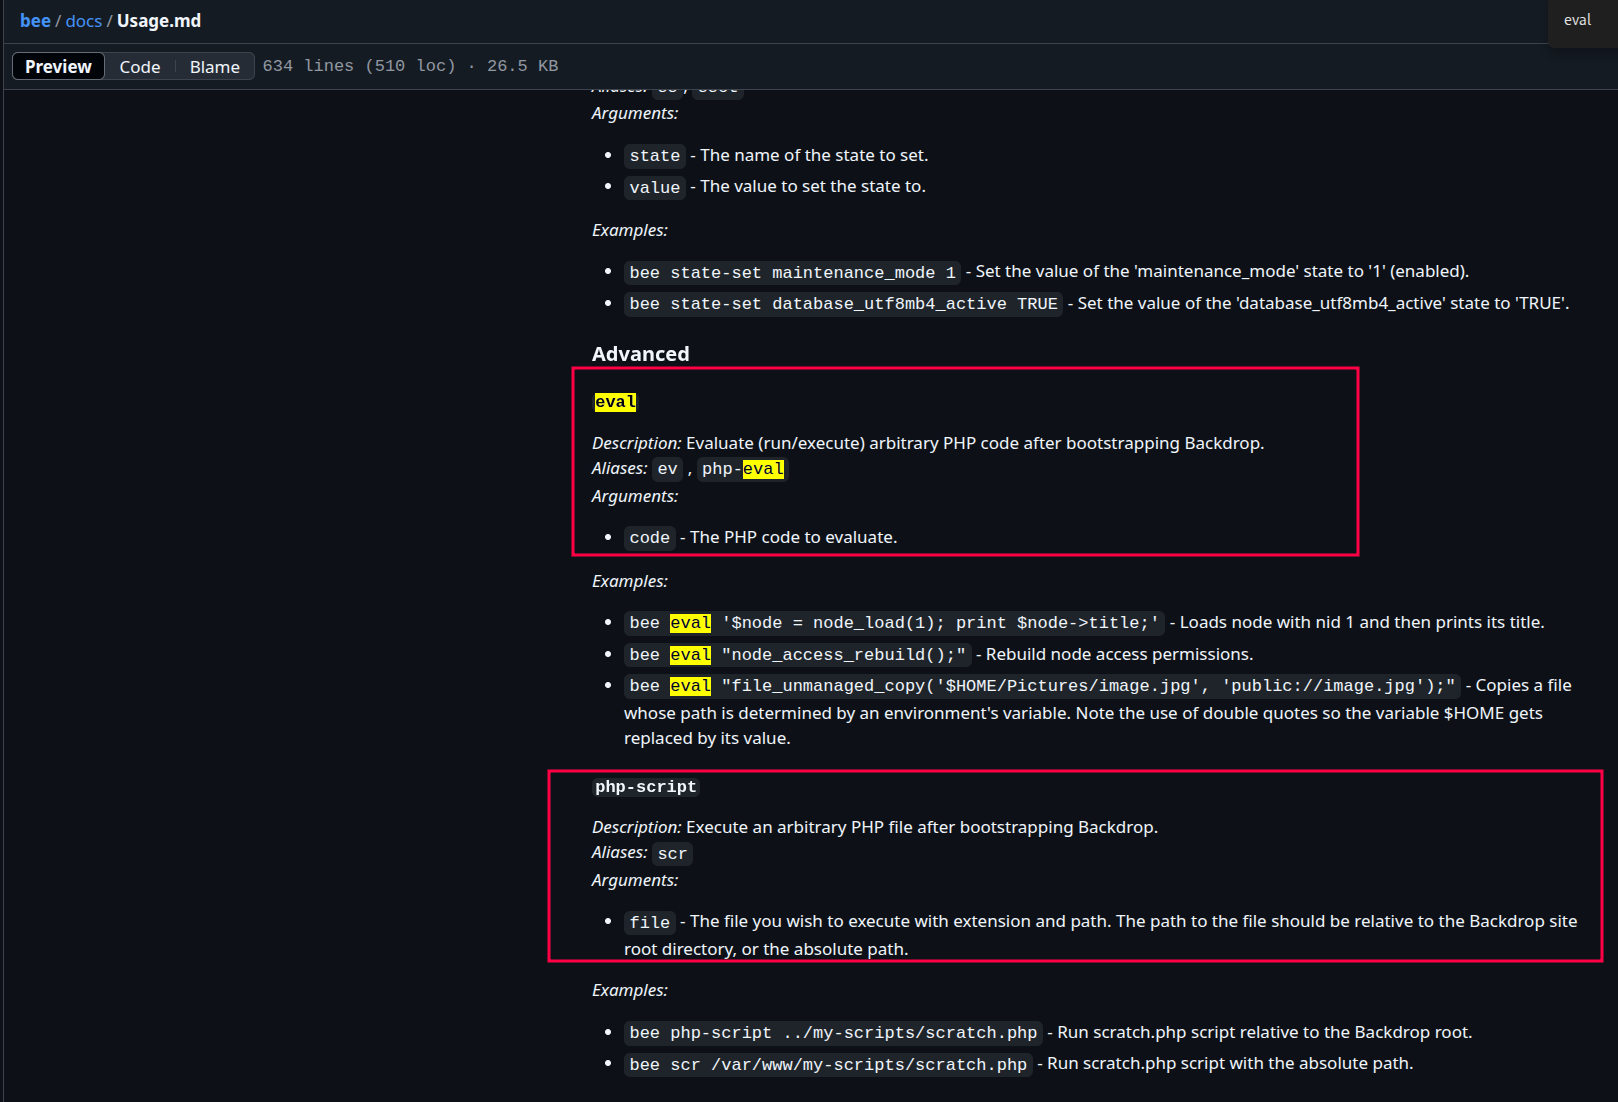 bee / docs / Usage.md
eval
Preview Code Blame 634 lines (510 loc) · 26.5 KB
Arguments:
state - The name of the state to set.
value - The value to set the state to.
Examples:
bee state-set maintenance_mode 1 - Set the value of the 'maintenance_mode' state to '1' (enabled).
bee state-set database_utf8mb4_active TRUE - Set the value of the 'database_utf8mb4_active' state to 'TRUE'.
Advanced
eval
Description: Evaluate (run/execute) arbitrary PHP code after bootstrapping Backdrop.
Aliases: ev , php-eval
Arguments:
code - The PHP code to evaluate.
Examples:
bee eval '$node = node_load(1); print $node->title;' - Loads node with nid 1 and then prints its title.
bee eval "node_access_rebuild();" - Rebuild node access permissions.
bee eval "file_unmanaged_copy('$HOME/Pictures/image.jpg', 'public://image.jpg');" - Copies a file
whose path is determined by an environment's variable. Note the use of double quotes so the variable $HOME gets
replaced by its value.
php-script
Description: Execute an arbitrary PHP file after bootstrapping Backdrop.
Aliases: scr
Arguments:
file - The file you wish to execute with extension and path. The path to the file should be relative to the Backdrop site
root directory, or the absolute path.
Examples:
bee php-script ../my-scripts/scratch.php - Run scratch.php script relative to the Backdrop root.
bee scr /var/www/my-scripts/scratch.php - Run scratch.php script with the absolute path.